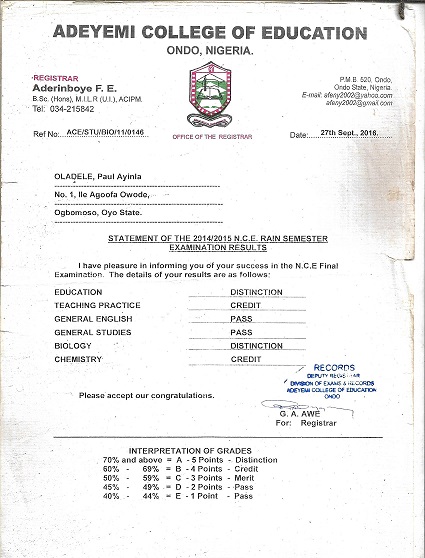 ADEYEMI COLLEGE OF EDUCATION
ONDO, NIGERIA.
REGISTRAR
Aderinboye F. E.
B.Sc. (Hons), M.I.L.R (U.I.), ACIPM.
Tel: 034-215842
P.M.B. 520, Ondo,
Ondo State, Nigeria.
E-mail: afeny2002@yahoo.com
afeny2002@gmail.com
Ref No: ACE/STU/BIO/11/0146
OFFICE OF THE REGISTRAR
Date: 27th Sept., 2016.
OLADELE, Paul Ayinla
No. 1, Ile Agoofa Owode,
Ogbomoso, Oyo State.
STATEMENT OF THE 2014/2015 N.C.E. RAIN SEMESTER
EXAMINATION RESULTS
I have pleasure in informing you of your success in the N.C.E Final
Examination. The details of your results are as follows:
EDUCATION DISTINCTION
TEACHING PRACTICE CREDIT
GENERAL ENGLISH PASS
GENERAL STUDIES PASS
BIOLOGY DISTINCTION
CHEMISTRY CREDIT
RECORDS
DEPUTY REGISTRAR
DIVISION OF EXAMS & RECORDS
ADEYEMI COLLEGE OF EDUCATION
ONDO
Please accept our congratulations.
G. A. AWE
For: Registrar
INTERPRETATION OF GRADES
70% and above = A - 5 Points - Distinction
60% - 69% = B - 4 Points - Credit
50% - 59% = C - 3 Points - Merit
45% - 49% = D - 2 Points - Pass
40% - 44% = E - 1 Point - Pass